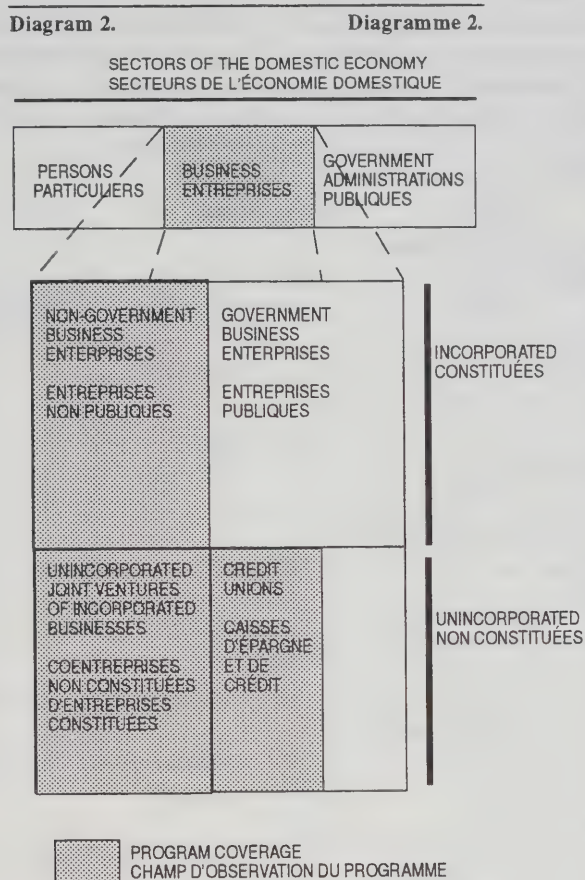 Diagram 2.
Diagramme 2.
SECTORS OF THE DOMESTIC ECONOMY
SECTEURS DE L'ÉCONOMIE DOMESTIQUE
PERSONS
PARTICULIERS
BUSINESS
ENTREPRISES
GOVERNMENT
ADMINISTRATIONS
PUBLIQUES
NON-GOVERNMENT
BUSINESS
ENTERPRISES
ENTREPRISES
NON PUBLIQUES
GOVERNMENT
BUSINESS
ENTERPRISES
ENTREPRISES
PUBLIQUES
INCORPORATED
CONSTITUÉES
UNINCORPORATED
JOINT VENTURES
OF INCORPORATED
BUSINESSES
COENTREPRISES
NON CONSTITUÉES
D'ENTREPRISES
CONSTITUÉES
CREDIT
UNIONS
CAISSES
D'ÉPARGNE
ET DE
CRÉDIT
UNINCORPORATED
NON CONSTITUÉES
PROGRAM COVERAGE
CHAMP D'OBSERVATION DU PROGRAMME